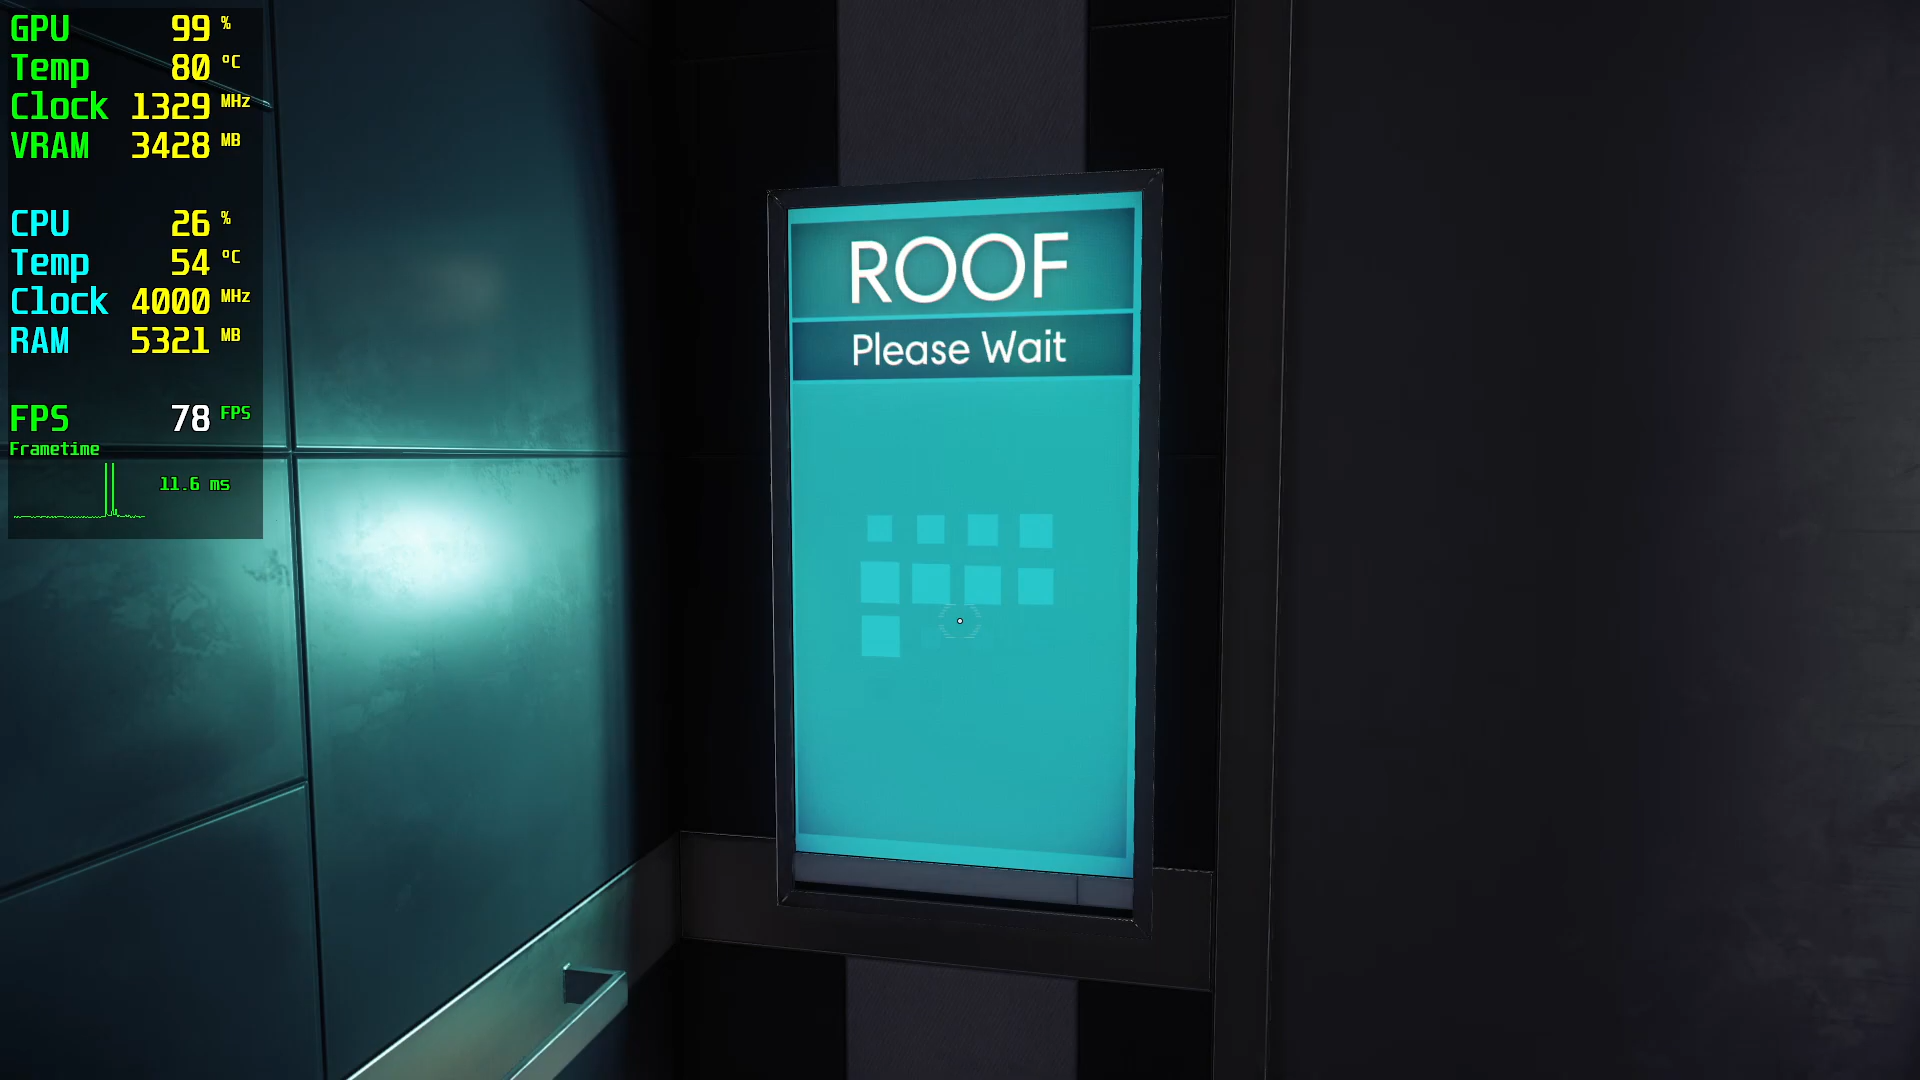 GPU 99 %
Temp 80 °C
Clock 1329 MHz
VRAM 3428 MB
CPU 26 %
Temp 54 °C
Clock 4000 MHz
RAM 5321 MB
FPS 78 FPS
Frametime
11.6 ms
ROOF
Please Wait